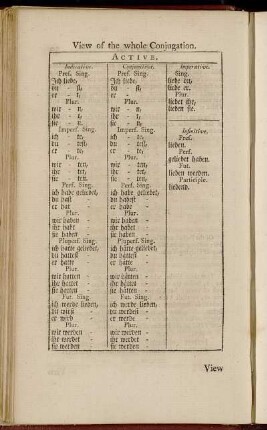 View of the whole Conjugation.
ACTIVE.
Indicative. Conjunctive. Imperative.
Pres. Sing. Pres. Sing. Sing.
Ich liebe, Ich liebe, liebe du,
du - st, du - st, liebe er.
er - t, er - e, Plur.
Plur. Plur. liebet ihr,
wir - n, wir - n, lieben sie.
ihr - t, ihr - t,
sie - n, sie - n,
Imperf. Sing. Imperf. Sing. Infinitive.
ich - te, ich - te, Pres.
du - test, du - test, lieben.
er - te, er - te, Perf.
Plur. Plur. geliebet haben.
wir - ten, wir - ten, Fut.
ihr - tet, ihr - tet, lieben werden.
sie - ten, sie - ten, Participle.
Perf. Sing. Perf. Sing. liebend.
ich habe geliebet, ich habe geliebet,
du hast - du habest -
er hat - er habe -
Plur. Plur.
wir haben - wir haben -
ihr habt - ihr habet -
sie haben - sie haben -
Plusperf. Sing. Plusperf. Sing.
ich hatte geliebet, ich hätte geliebet,
du hattest - du hättest -
er hatte - er hätte -
Plur. Plur.
wir hatten - wir hätten -
ihr hattet - ihr hättet -
sie hatten - sie hätten -
Fut. Sing. Fut. Sing.
ich werde lieben, ich werde lieben,
du wirst - du werdest -
er wird - er werde -
Plur. Plur.
wir werden - wir werden -
ihr werdet - ihr werdet -
sie werden - sie werden -
View